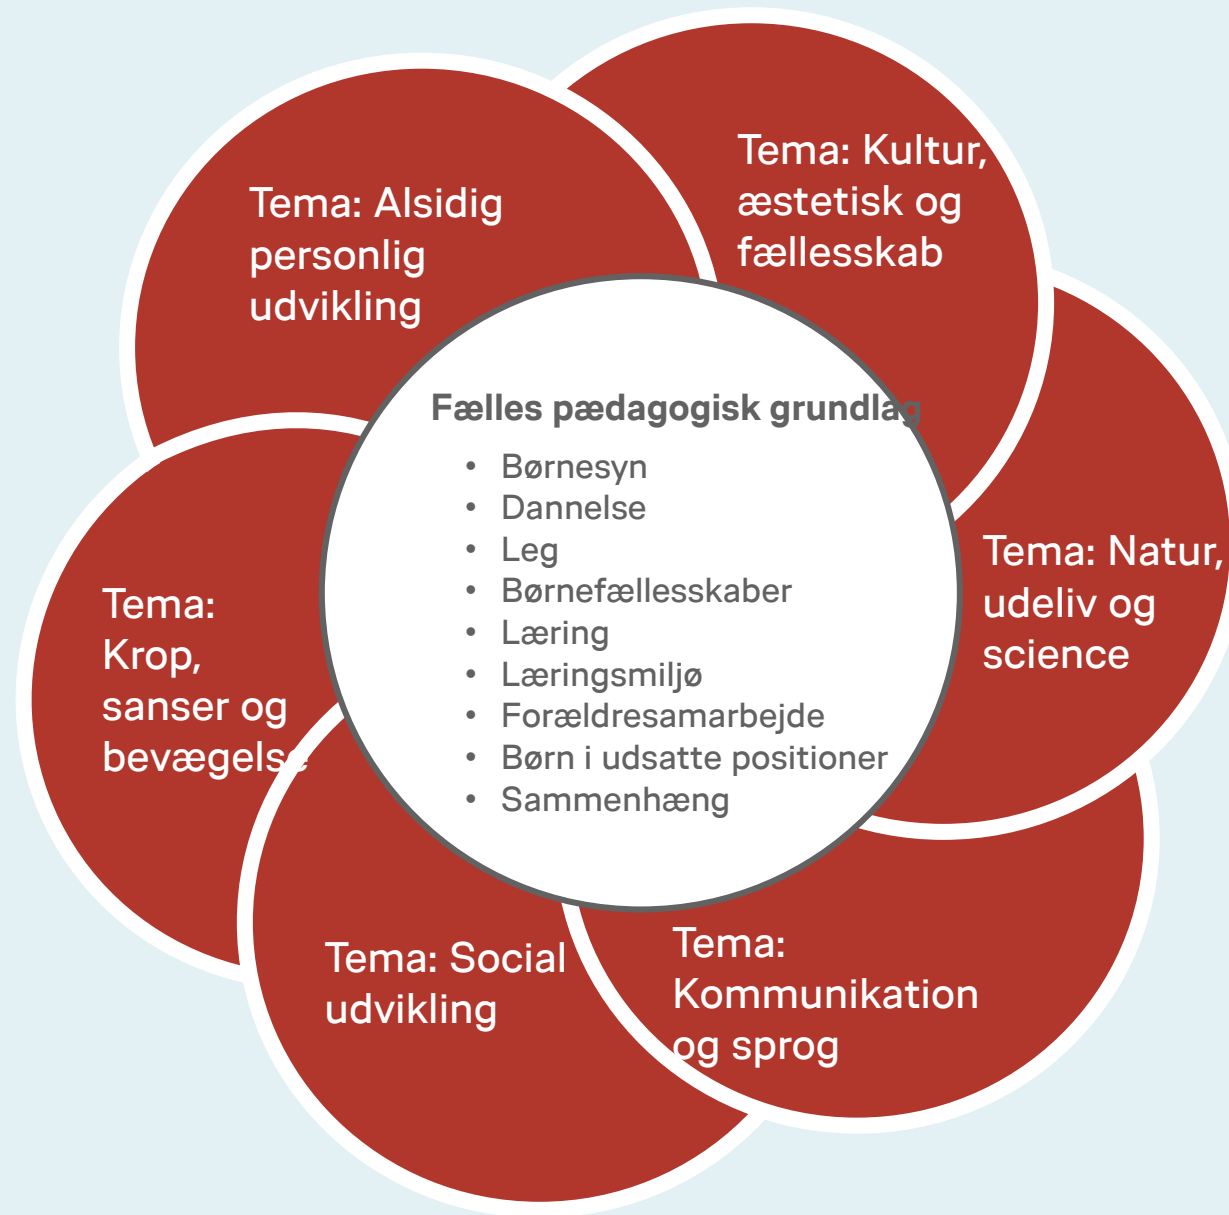 Tema: Alsidig
personlig
udvikling
Tema: Kultur,
æstetisk og
fællesskab
Fælles pædagogisk grundlag
• Børnesyn
• Dannelse
• Leg
• Børnefællesskaber
• Læring
• Læringsmiljø
• Forældresamarbejde
• Børn i udsatte positioner
• Sammenhæng
Tema: Natur,
udeliv og
science
Tema:
Krop,
sanser og
bevægelse
Tema: Social
udvikling
Tema:
Kommunikation
og sprog